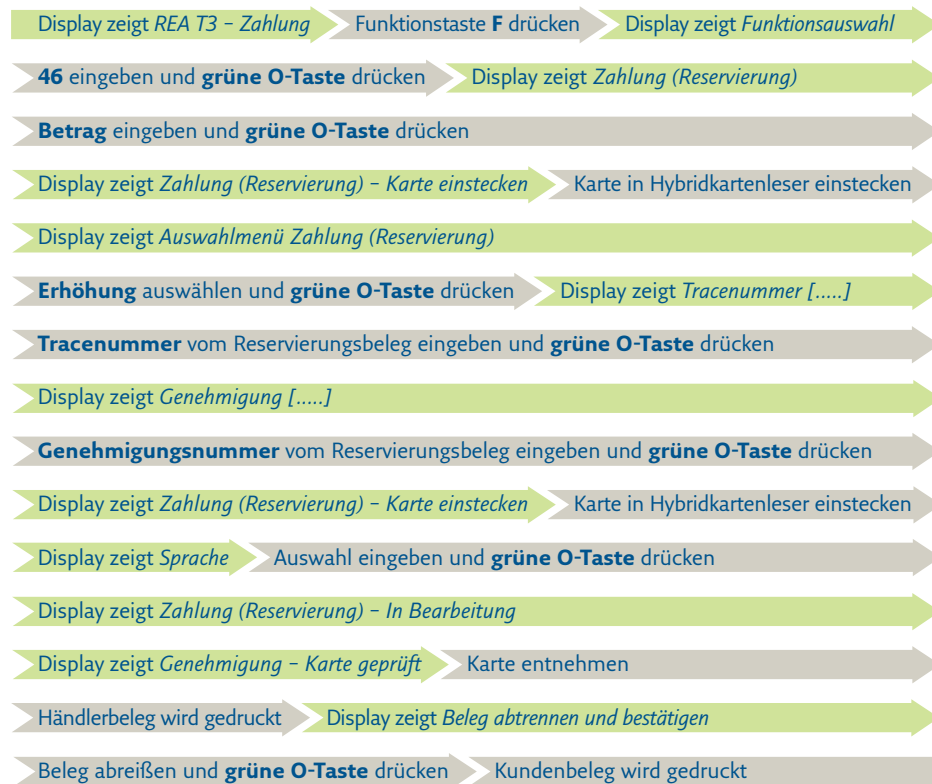 Display zeigt REA T3 – Zahlung Funktionstaste F drücken Display zeigt Funktionsauswahl
46 eingeben und grüne O-Taste drücken Display zeigt Zahlung (Reservierung)
Betrag eingeben und grüne O-Taste drücken
Display zeigt Zahlung (Reservierung) – Karte einstecken Karte in Hybridkartenleser einstecken
Display zeigt Auswahlmenü Zahlung (Reservierung)
Erhöhung auswählen und grüne O-Taste drücken Display zeigt Tracenummer [.....]
Tracenummer vom Reservierungsbeleg eingeben und grüne O-Taste drücken
Display zeigt Genehmigung [.....]
Genehmigungsnummer vom Reservierungsbeleg eingeben und grüne O-Taste drücken
Display zeigt Zahlung (Reservierung) – Karte einstecken Karte in Hybridkartenleser einstecken
Display zeigt Sprache Auswahl eingeben und grüne O-Taste drücken
Display zeigt Zahlung (Reservierung) – In Bearbeitung
Display zeigt Genehmigung – Karte geprüft Karte entnehmen
Händlerbeleg wird gedruckt Display zeigt Beleg abtrennen und bestätigen
Beleg abreißen und grüne O-Taste drücken Kundenbeleg wird gedruckt